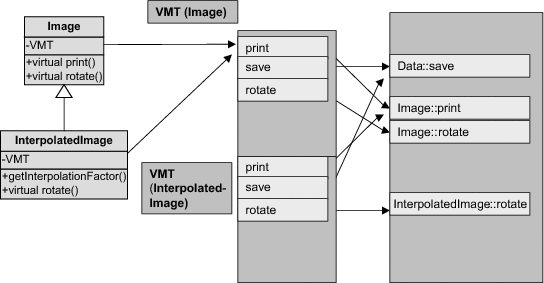 Image
-VMT
+virtual print()
+virtual rotate()
InterpolatedImage
-VMT
+getInterpolationFactor()
+virtual rotate()
VMT (Image)
print
save
rotate
VMT
(Interpolated-
Image)
print
save
rotate
Data::save
Image::print
Image::rotate
InterpolatedImage::rotate